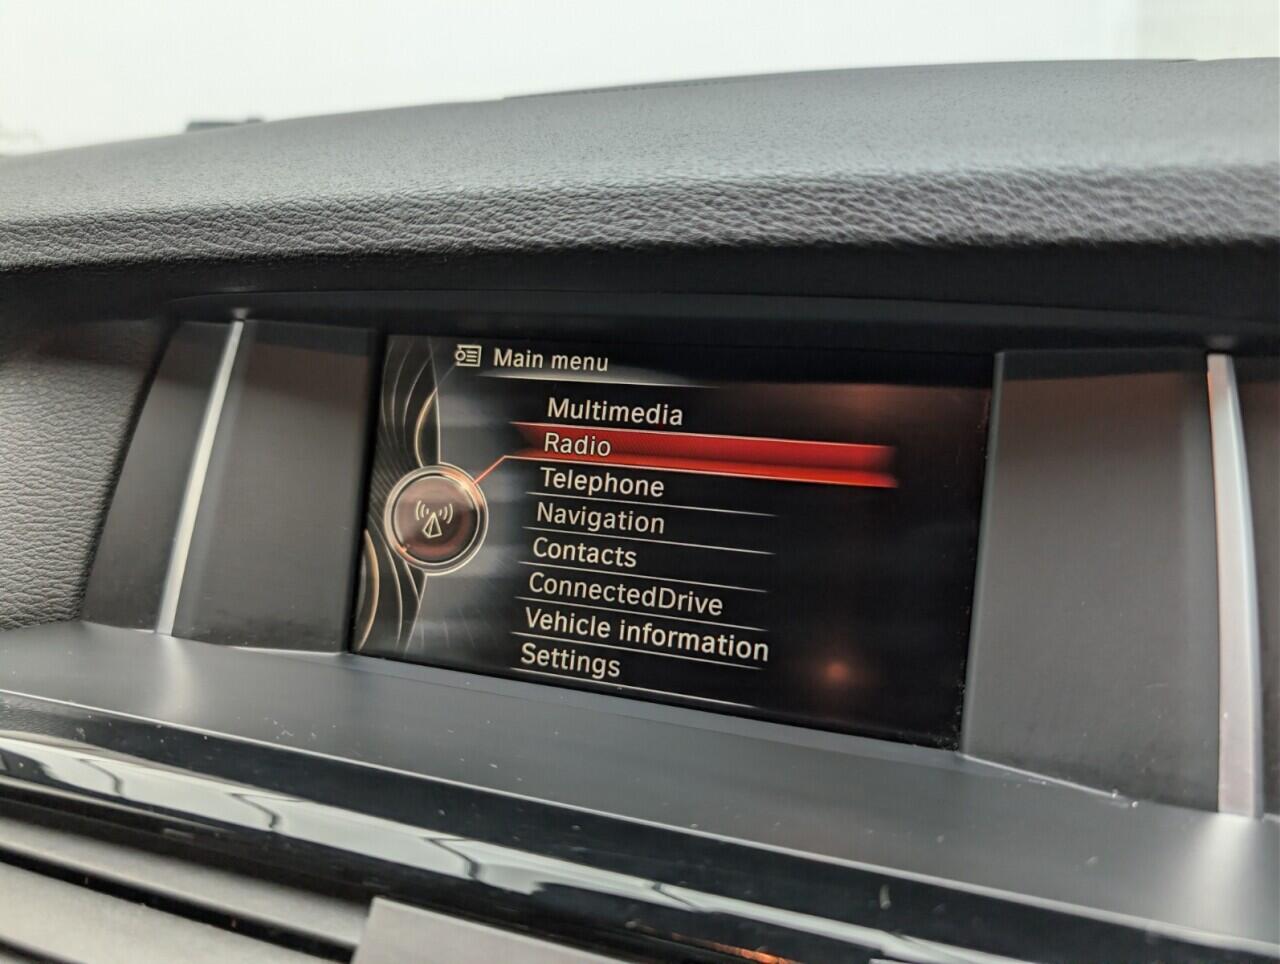 Main menu
Multimedia
Radio
Telephone
Navigation
Contacts
ConnectedDrive
Vehicle information
Settings